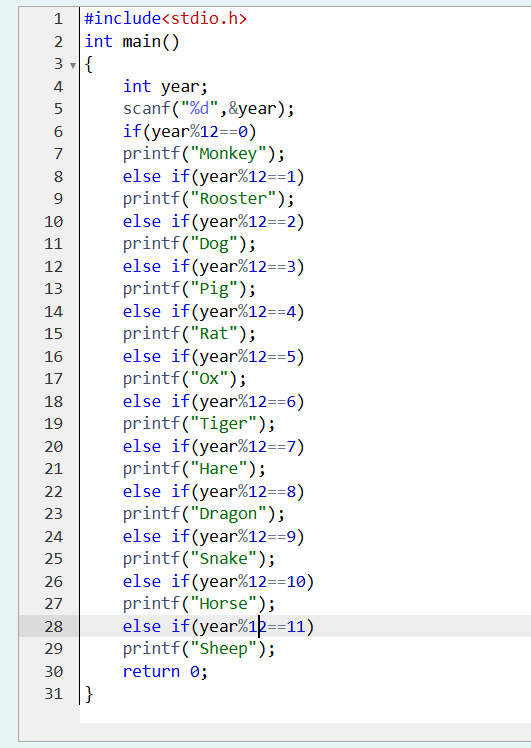 1 #include<stdio.h>
2 int main()
3 {
4 int year;
5 scanf("%d",&year);
6 if(year%12==0)
7 printf("Monkey");
8 else if(year%12==1)
9 printf("Rooster");
10 else if(year%12==2)
11 printf("Dog");
12 else if(year%12==3)
13 printf("Pig");
14 else if(year%12==4)
15 printf("Rat");
16 else if(year%12==5)
17 printf("Ox");
18 else if(year%12==6)
19 printf("Tiger");
20 else if(year%12==7)
21 printf("Hare");
22 else if(year%12==8)
23 printf("Dragon");
24 else if(year%12==9)
25 printf("Snake");
26 else if(year%12==10)
27 printf("Horse");
28 else if(year%12==11)
29 printf("Sheep");
30 return 0;
31 }